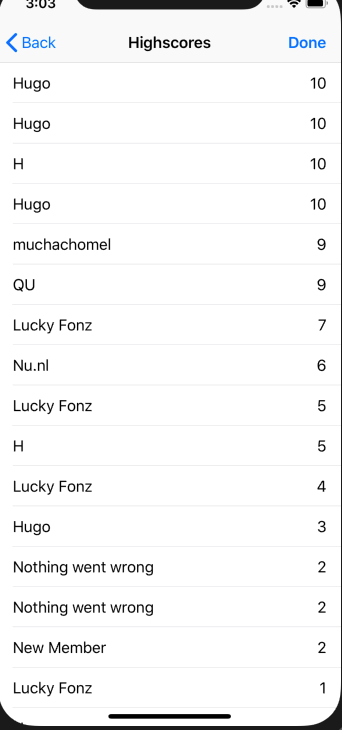 3:03
Back Highscores Done
Hugo 10
Hugo 10
H 10
Hugo 10
muchachomel 9
QU 9
Lucky Fonz 7
Nu.nl 6
Lucky Fonz 5
H 5
Lucky Fonz 4
Hugo 3
Nothing went wrong 2
Nothing went wrong 2
New Member 2
Lucky Fonz 1